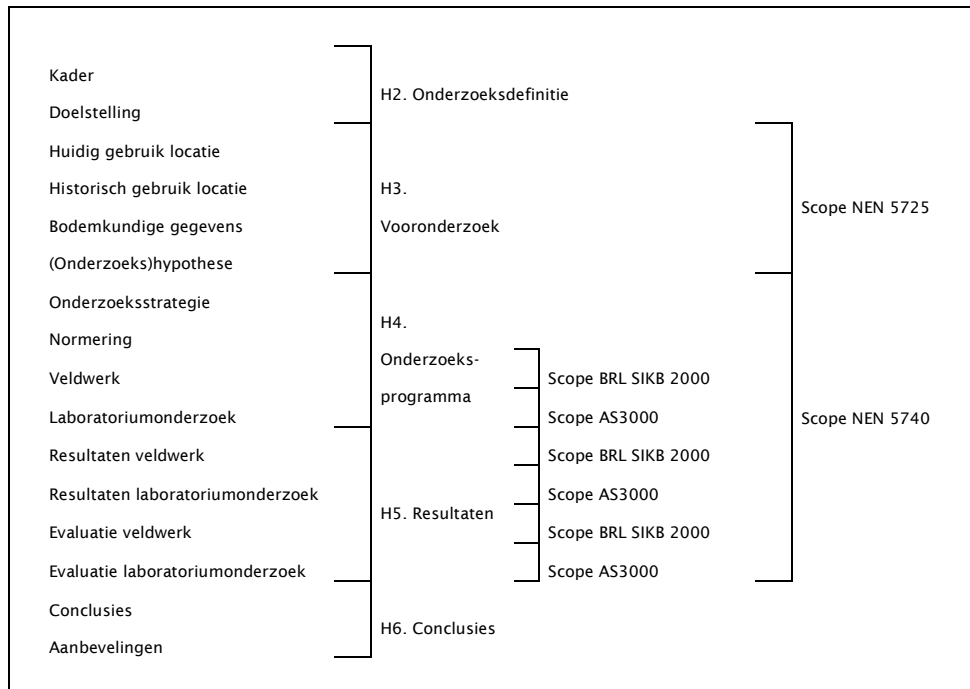 Kader
H2. Onderzoeksdefinitie
Doelstelling
Huidig gebruik locatie
Historisch gebruik locatie
H3.
Scope NEN 5725
Bodemkundige gegevens
Vooronderzoek
(Onderzoeks)hypothese
Onderzoeksstrategie
H4.
Normering
Onderzoeks-
Veldwerk
Scope BRL SIKB 2000
programma
Laboratoriumonderzoek
Scope AS3000
Scope NEN 5740
Resultaten veldwerk
Scope BRL SIKB 2000
Resultaten laboratoriumonderzoek
Scope AS3000
H5. Resultaten
Evaluatie veldwerk
Scope BRL SIKB 2000
Evaluatie laboratoriumonderzoek
Scope AS3000
Conclusies
H6. Conclusies
Aanbevelingen